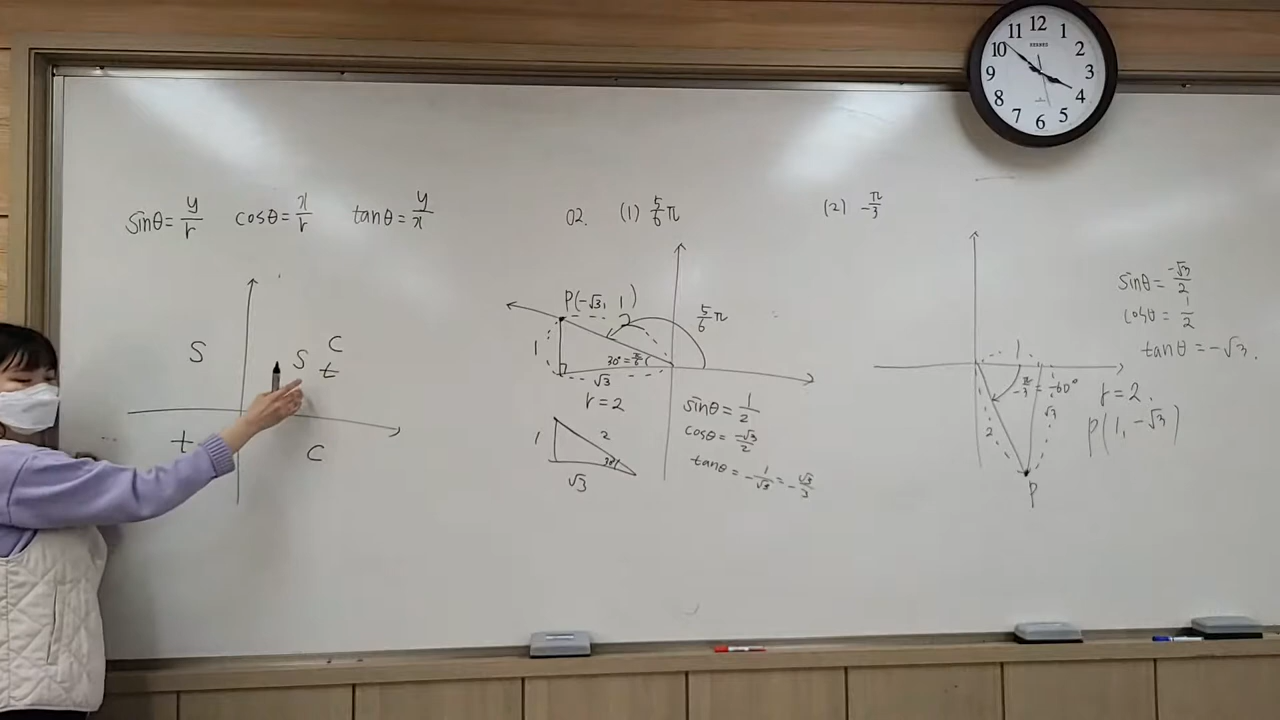 sinθ = y/r cosθ = x/r tanθ = y/x
S
S C
t
t
C
02. (1) 5/6 π
P(-√3, 1)
2
5/6 π
1
30° = π/6
√3
r = 2
1
2
30°
√3
sinθ = 1/2
cosθ = -√3/2
tanθ = -1/√3 = -√3/3
(2) -π/3
1
-π/3 = -60°
√3
2
P
sinθ = -√3/2
cosθ = 1/2
tanθ = -√3.
r = 2.
P(1, -√3)
12
1
2
3
4
5
6
7
8
9
10
11